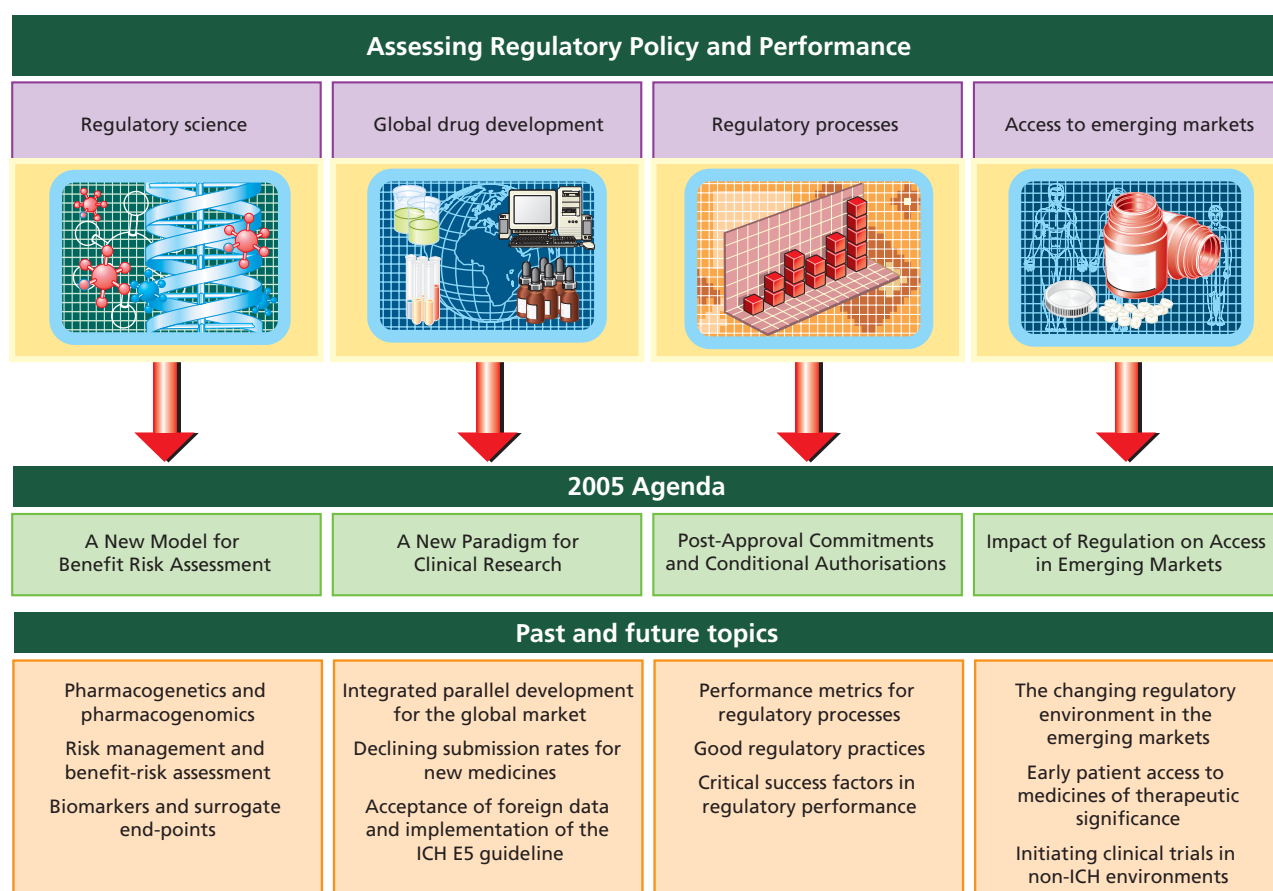 Assessing Regulatory Policy and Performance
Regulatory science
Global drug development
Regulatory processes
Access to emerging markets
2005 Agenda
A New Model for
Benefit Risk Assessment
A New Paradigm for
Clinical Research
Post-Approval Commitments
and Conditional Authorisations
Impact of Regulation on Access
in Emerging Markets
Past and future topics
Pharmacogenetics and
pharmacogenomics
Risk management and
benefit-risk assessment
Biomarkers and surrogate
end-points
Integrated parallel development
for the global market
Declining submission rates for
new medicines
Acceptance of foreign data
and implementation of the
ICH E5 guideline
Performance metrics for
regulatory processes
Good regulatory practices
Critical success factors in
regulatory performance
The changing regulatory
environment in the
emerging markets
Early patient access to
medicines of therapeutic
significance
Initiating clinical trials in
non-ICH environments